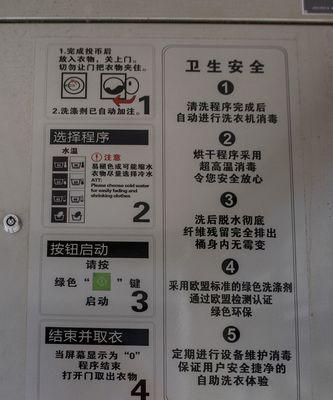 1.完成投币后
放入衣物，关上门。
切勿让门把衣物夹住。
2.洗涤剂已自动加注。
1
选择程序
水温
注意
易褪色或可能缩水
衣物尽量选择冷水
ATT:
Please choose cold water
for easily fading and
shrinking clothes
2
按钮启动
请按
绿色“ ”键
启动
3
结束并取衣
当屏幕显示为“0”
程序结束
打开门取出衣物
4
卫生安全
1
清洗程序完成后
自动进行洗衣机消毒
2
烘干程序采用
超高温消毒
令您安全放心
3
洗后脱水彻底
纤维残留完全排出
桶身内无霉变
4
采用欧盟标准的绿色洗涤剂
通过欧盟检测认证
绿色环保
5
定期进行设备维护消毒
保证用户安全捷净的
自助洗衣体验